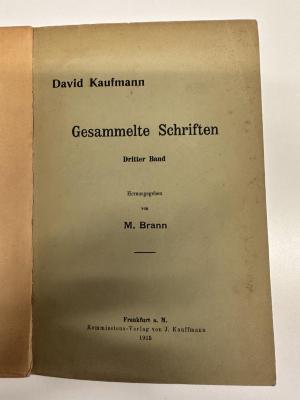 David Kaufmann
Gesammelte Schriften
Dritter Band
Herausgegeben
von
M. Brann
Frankfurt a. M.
Kommissions-Verlag von J. Kauffmann
1915